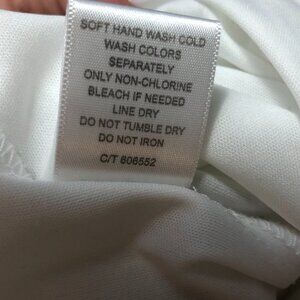 SOFT HAND WASH COLD
WASH COLORS
SEPARATELY
ONLY NON-CHLORINE
BLEACH IF NEEDED
LINE DRY
DO NOT TUMBLE DRY
DO NOT IRON
C/T 606552